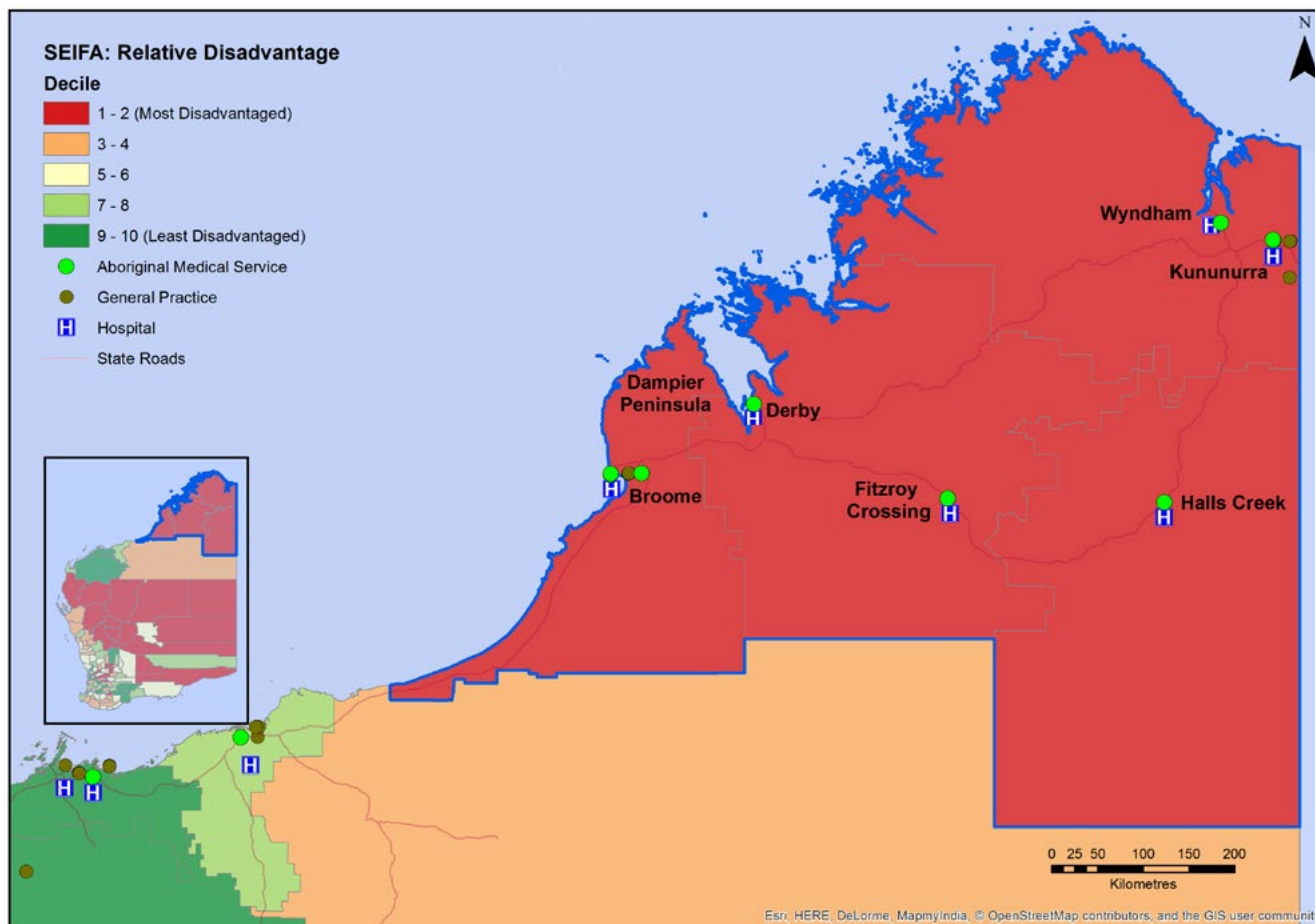 SEIFA: Relative Disadvantage
Decile
1 - 2 (Most Disadvantaged)
3 - 4
5 - 6
7 - 8
9 - 10 (Least Disadvantaged)
Aboriginal Medical Service
General Practice
H Hospital
State Roads
N
Wyndham
H
H
Kununurra
Dampier
Peninsula
Derby
H
Broome
H
Fitzroy
Crossing
H
Halls Creek
H
H
H
H
0 25 50 100 150 200
Kilometres
Esri, HERE, DeLorme, MapmyIndia, © OpenStreetMap contributors, and the GIS user communit